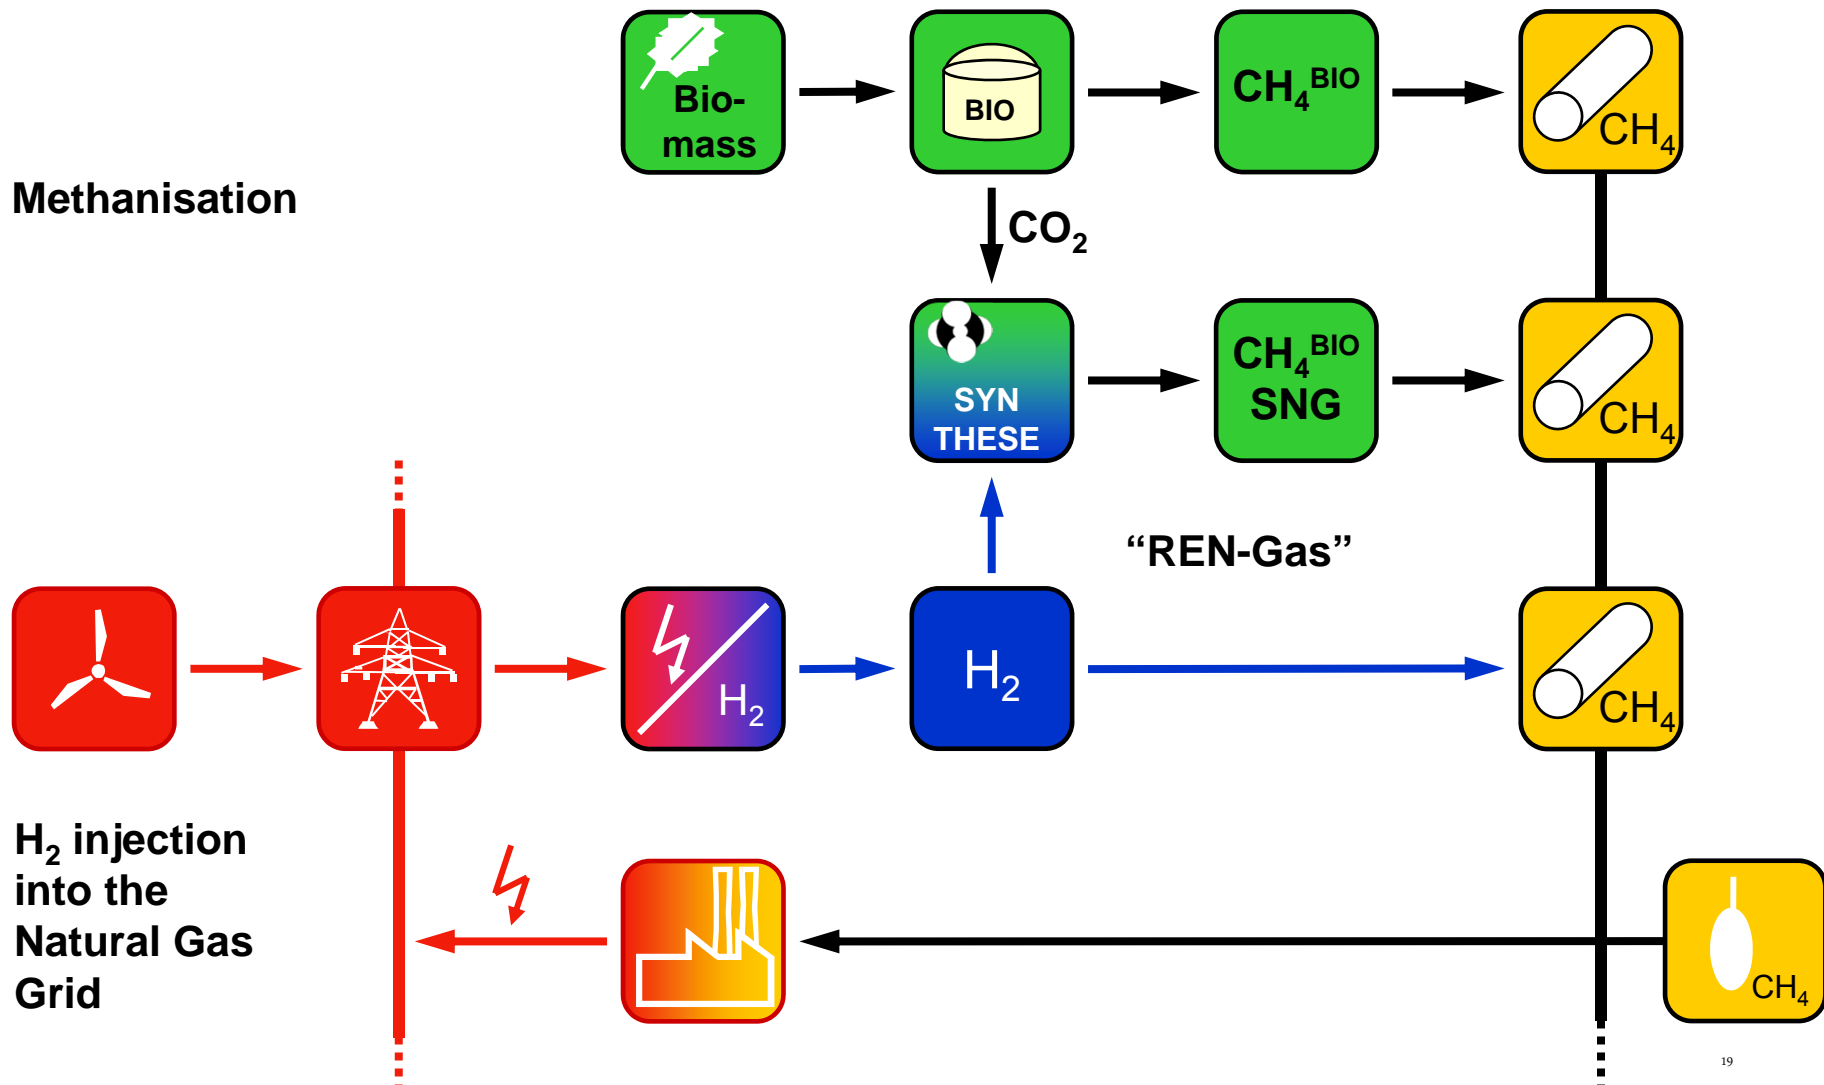 Bio-
mass
BIO
CH₄ᴮᴵᴼ
CH₄
Methanisation
CO₂
SYN
THESE
CH₄ᴮᴵᴼ
SNG
CH₄
“REN-Gas”
H₂
H₂
CH₄
H₂ injection
into the
Natural Gas
Grid
CH₄
19